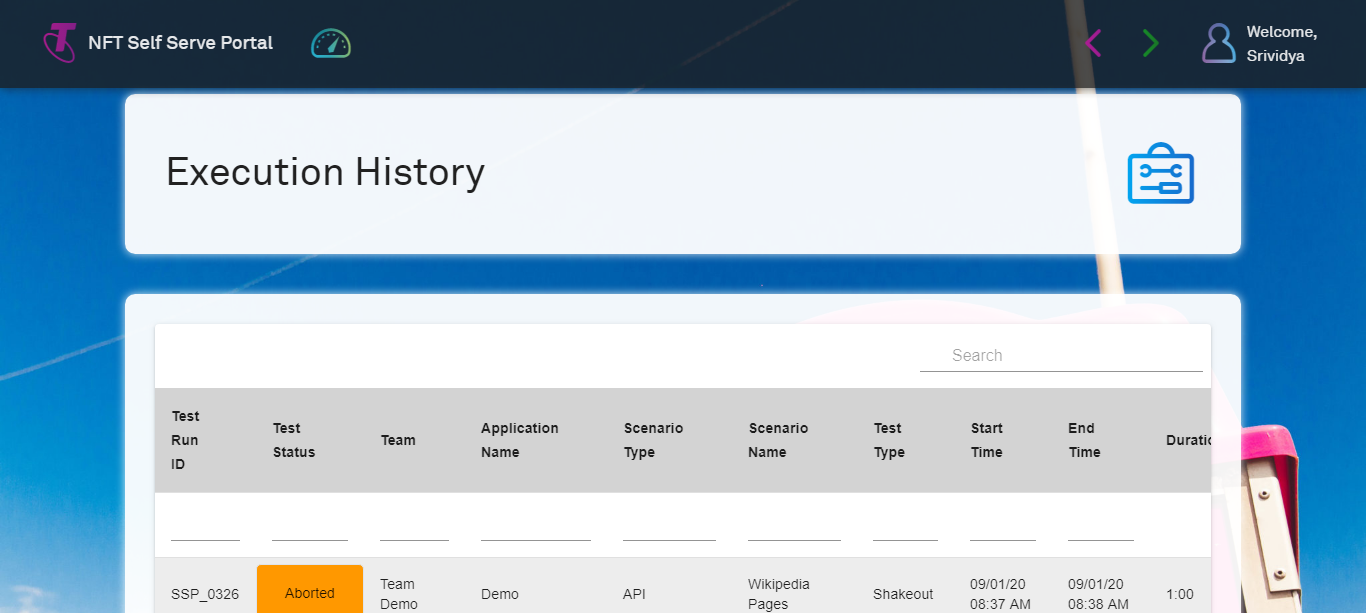 NFT Self Serve Portal
Welcome,
Srividya
Execution History
Search
Test
Run
ID
Test
Status
Team
Application
Name
Scenario
Type
Scenario
Name
Test
Type
Start
Time
End
Time
Duratio
SSP_0326
Aborted
Team
Demo
Demo
API
Wikipedia
Pages
Shakeout
09/01/20
08:37 AM
09/01/20
08:38 AM
1:00